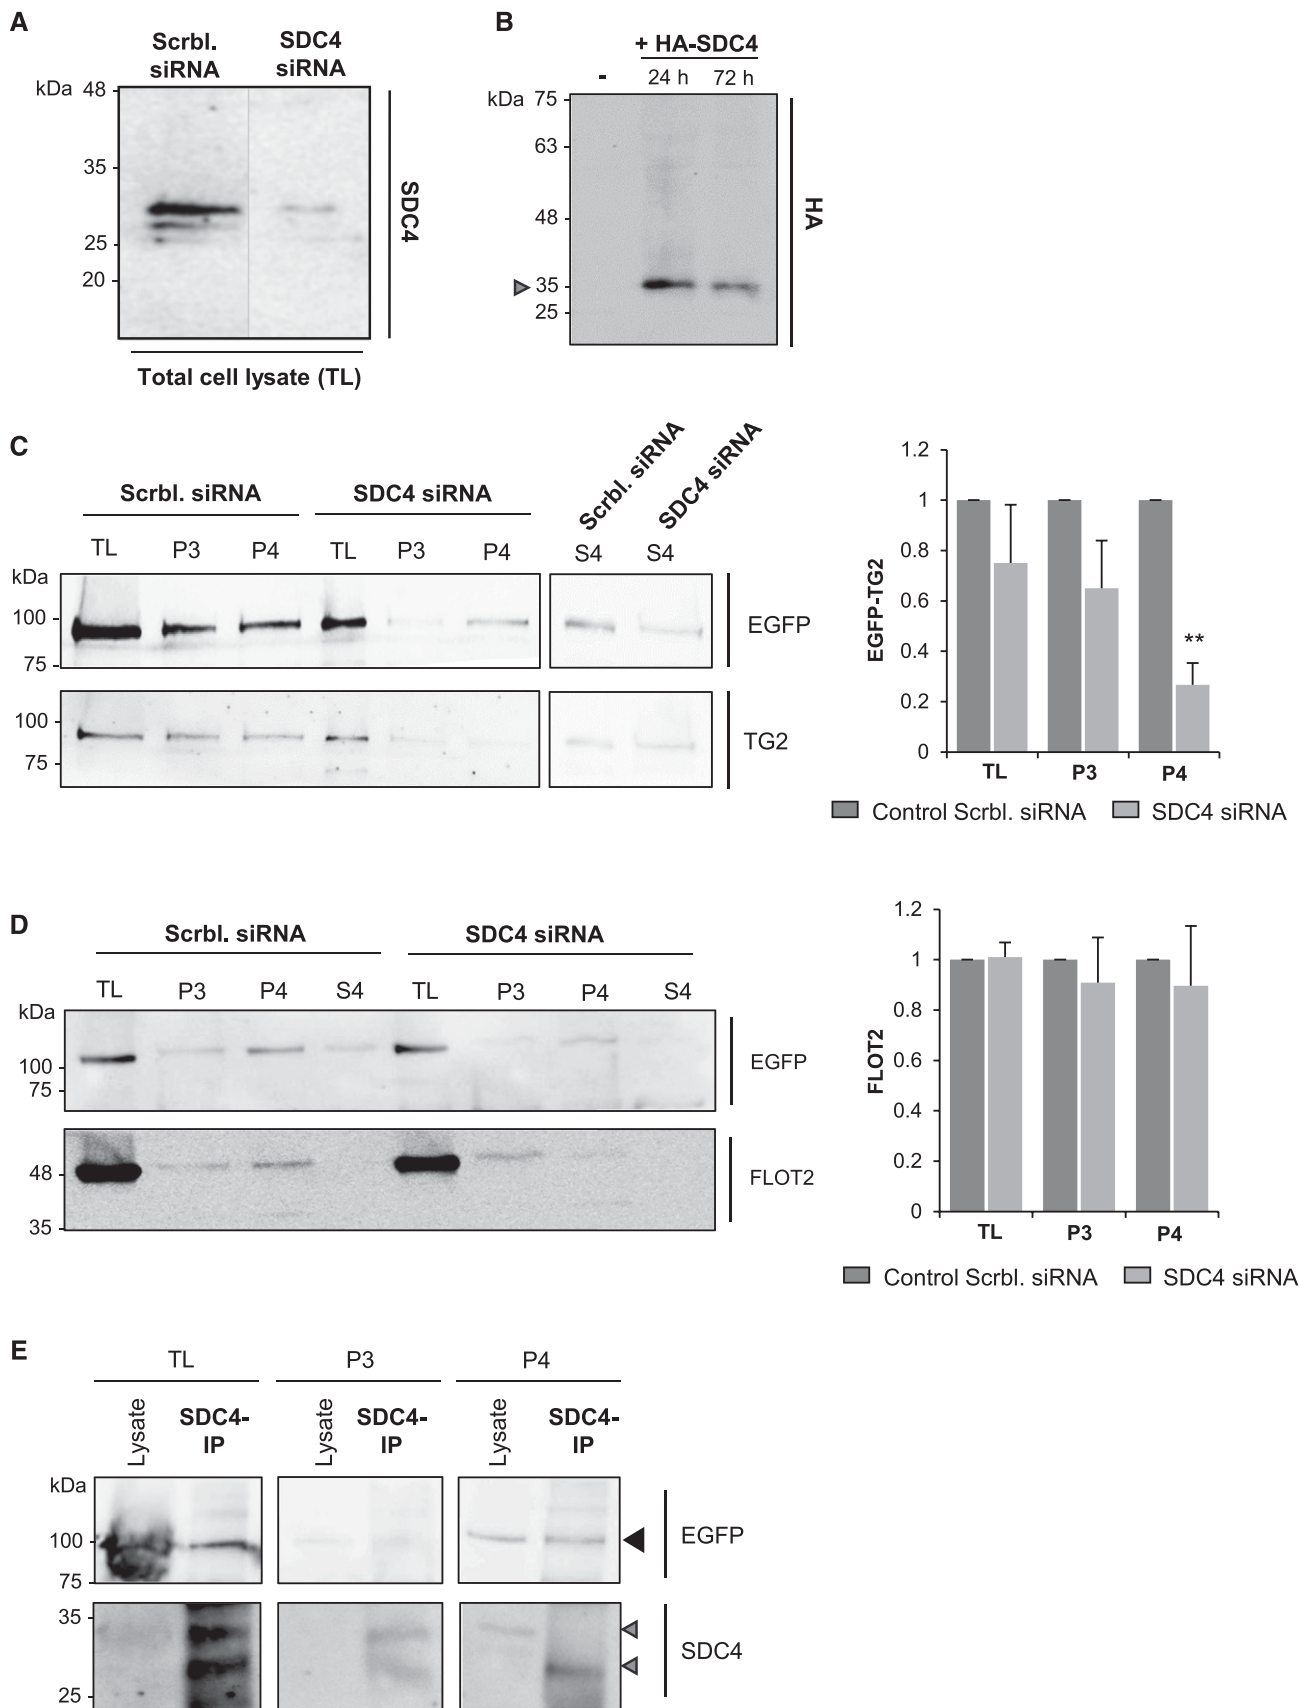 A
Scrbl. siRNA
SDC4 siRNA
kDa
48
35
25
20
SDC4
Total cell lysate (TL)
B
+ HA-SDC4
- 24 h 72 h
kDa
75
63
48
35
25
HA
C
Scrbl. siRNA
SDC4 siRNA
Scrbl. siRNA
SDC4 siRNA
TL P3 P4 TL P3 P4 S4 S4
kDa
100
75
EGFP
100
75
TG2
1.2
1
0.8
0.6
0.4
0.2
0
EGFP-TG2
**
TL P3 P4
Control Scrbl. siRNA
SDC4 siRNA
D
Scrbl. siRNA
SDC4 siRNA
TL P3 P4 S4 TL P3 P4 S4
kDa
100
75
EGFP
48
35
FLOT2
1.2
1
0.8
0.6
0.4
0.2
0
FLOT2
TL P3 P4
Control Scrbl. siRNA
SDC4 siRNA
E
TL P3 P4
Lysate
SDC4-IP
Lysate
SDC4-IP
Lysate
SDC4-IP
kDa
100
75
EGFP
35
25
SDC4